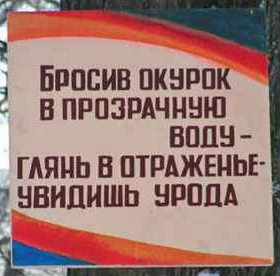 Бросив окурок
в прозрачную
воду -
глянь в отраженье-
увидишь урода